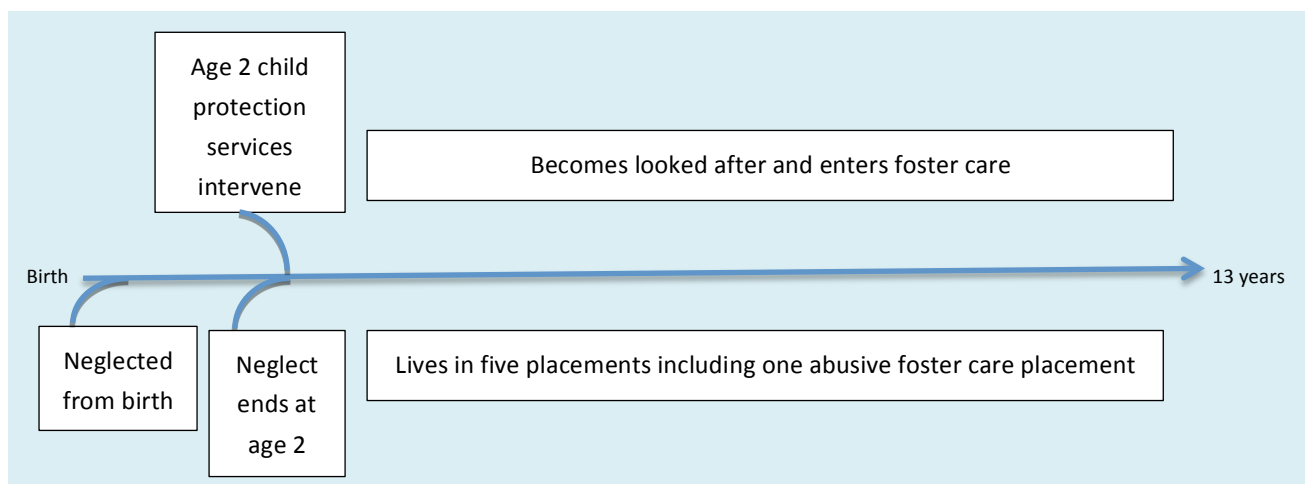 Age 2 child
protection
services
intervene
Becomes looked after and enters foster care
Birth
13 years
Neglected
from birth
Neglect
ends at
age 2
Lives in five placements including one abusive foster care placement